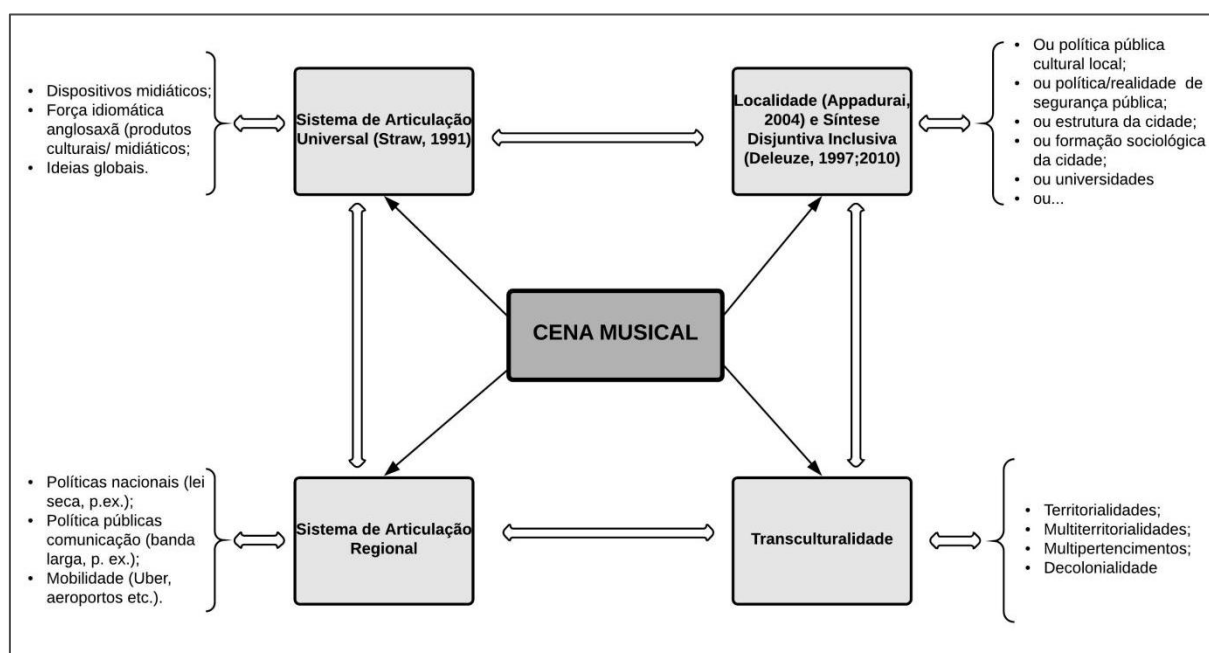 • Dispositivos midiáticos;
• Força idiomática
anglosaxã (produtos
culturais/ midiáticos;
• Ideias globais.
Sistema de Articulação
Universal (Straw, 1991)
Localidade (Appadurai,
2004) e Síntese
Disjuntiva Inclusiva
(Deleuze, 1997;2010)
• Ou política pública
cultural local;
• ou política/realidade de
segurança pública;
• ou estrutura da cidade;
• ou formação sociológica
da cidade;
• ou universidades
• ou...
CENA MUSICAL
• Políticas nacionais (lei
seca, p.ex.);
• Política públicas
comunicação (banda
larga, p. ex.);
• Mobilidade (Uber,
aeroportos etc.).
Sistema de Articulação
Regional
Transculturalidade
• Territorialidades;
• Multiterritorialidades;
• Multipertencimentos;
• Decolonialidade